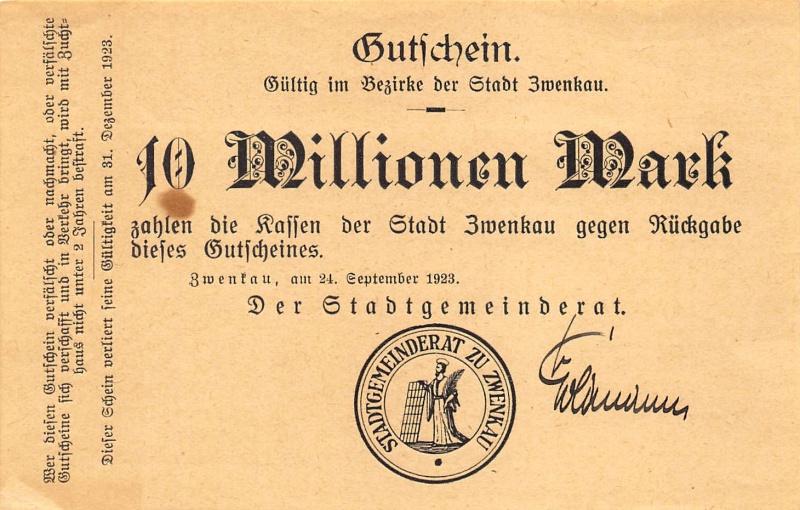 Gutschein.
Gültig im Bezirke der Stadt Zwenkau.
10 Millionen Mark
zahlen die Kassen der Stadt Zwenkau gegen Rückgabe
dieses Gutscheines.
Zwenkau, am 24. September 1923.
Der Stadtgemeinderat.
STADTGEMEINDERAT ZU ZWENKAU
Wer diesen Gutschein verfälscht oder nachmacht, oder verfälschte
Gutscheine sich verschafft und in Verkehr bringt, wird mit Zucht-
haus nicht unter 2 Jahren bestraft.
Dieser Schein verliert seine Gültigkeit am 31. Dezember 1923.